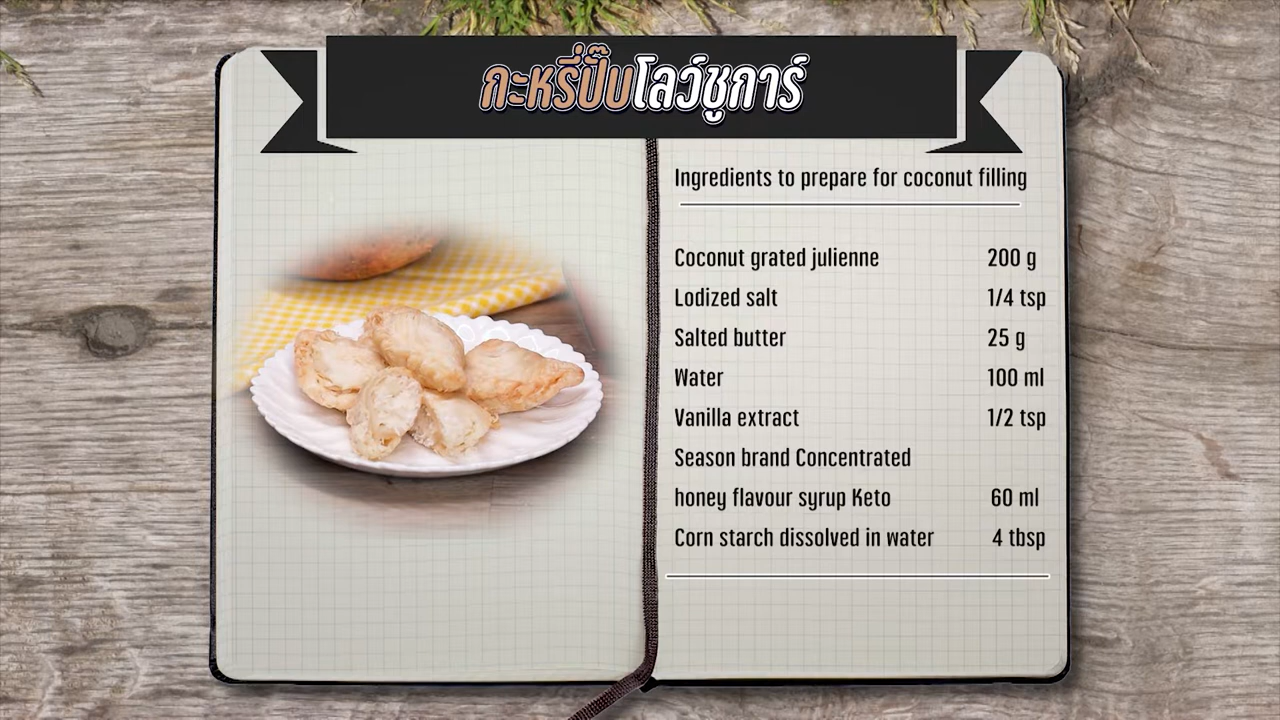 กะหรี่ปั๊บโลว์ชูการ์
Ingredients to prepare for coconut filling
Coconut grated julienne 200 g
Lodized salt 1/4 tsp
Salted butter 25 g
Water 100 ml
Vanilla extract 1/2 tsp
Season brand Concentrated
honey flavour syrup Keto 60 ml
Corn starch dissolved in water 4 tbsp